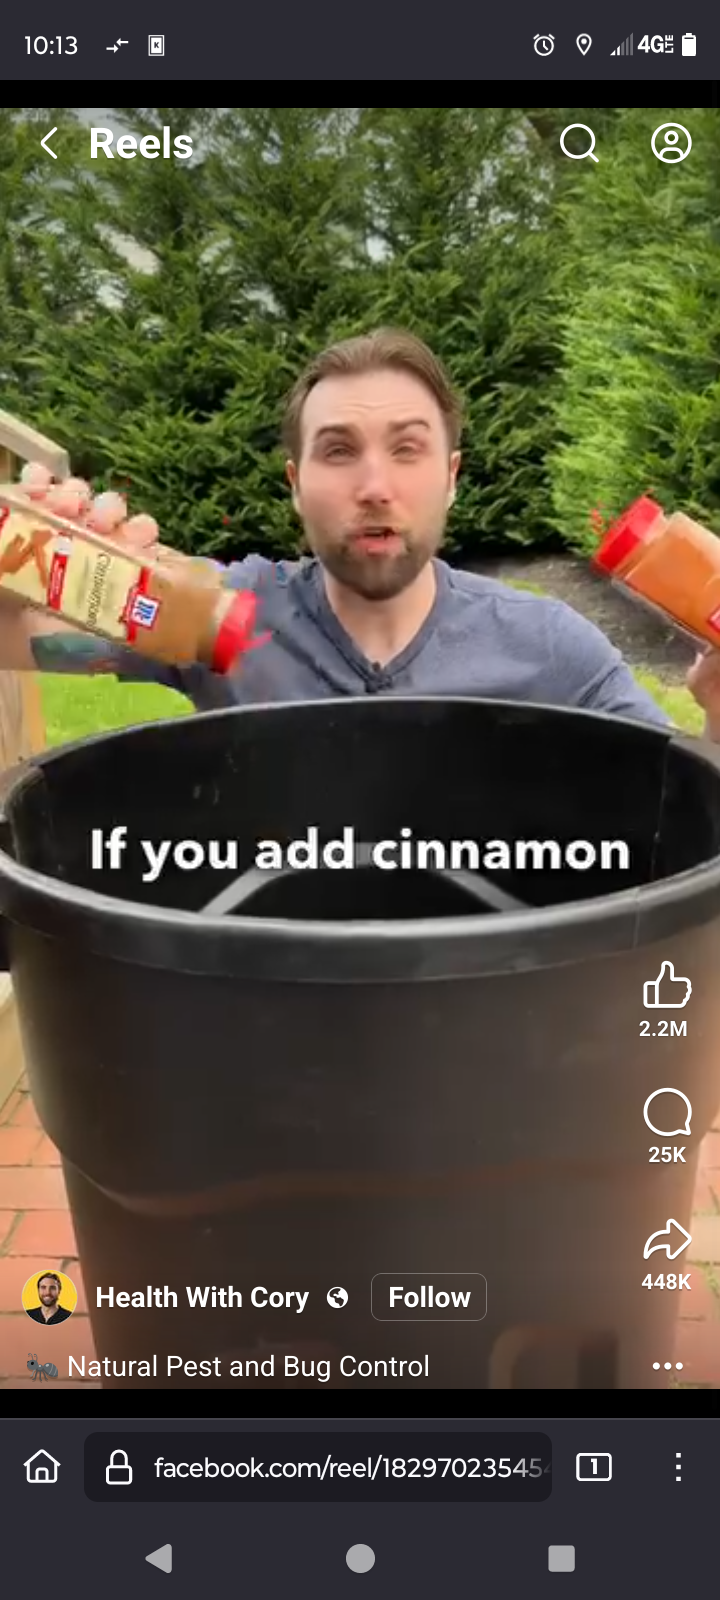 10:13
4G LTE
Reels
Cinnamon
If you add cinnamon
2.2M
25K
448K
Health With Cory
Follow
Natural Pest and Bug Control
facebook.com/reel/18297023545
1